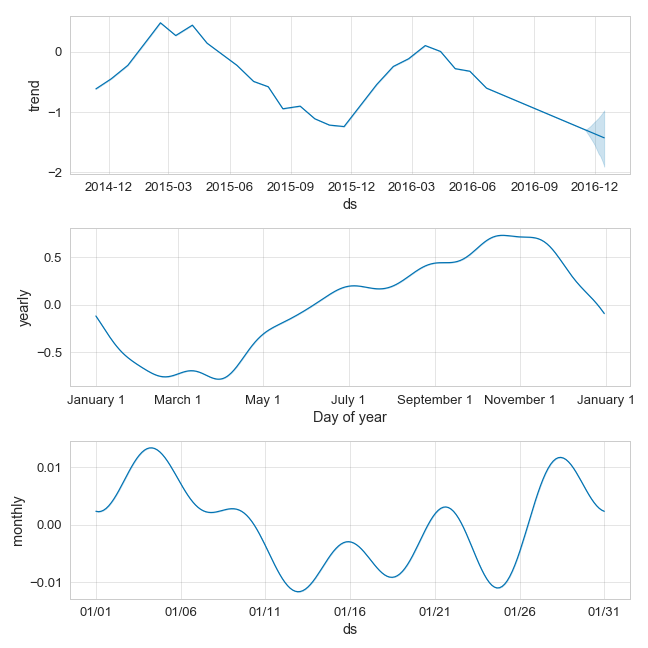 trend
0
−1
−2
2014-12 2015-03 2015-06 2015-09 2015-12 2016-03 2016-06 2016-09 2016-12
ds
yearly
0.5
0.0
−0.5
January 1 March 1 May 1 July 1 September 1 November 1 January 1
Day of year
monthly
0.01
0.00
−0.01
01/01 01/06 01/11 01/16 01/21 01/26 01/31
ds